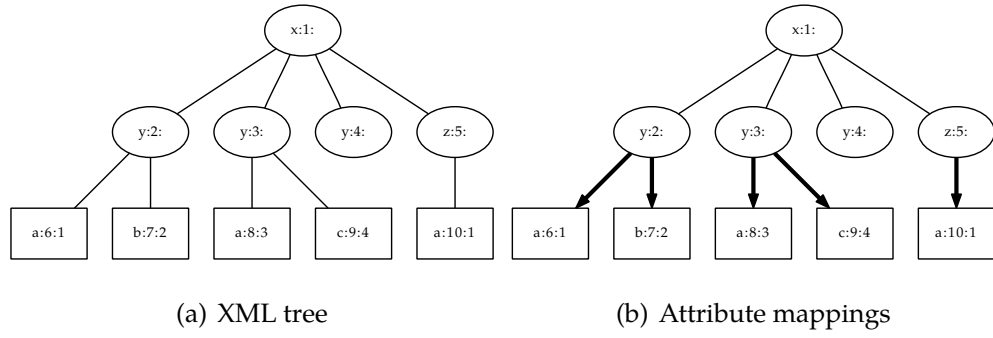 x:1: x:1:
y:2: y:3: y:4: z:5: y:2: y:3: y:4: z:5:
a:6:1 b:7:2 a:8:3 c:9:4 a:10:1 a:6:1 b:7:2 a:8:3 c:9:4 a:10:1
(a) XML tree (b) Attribute mappings